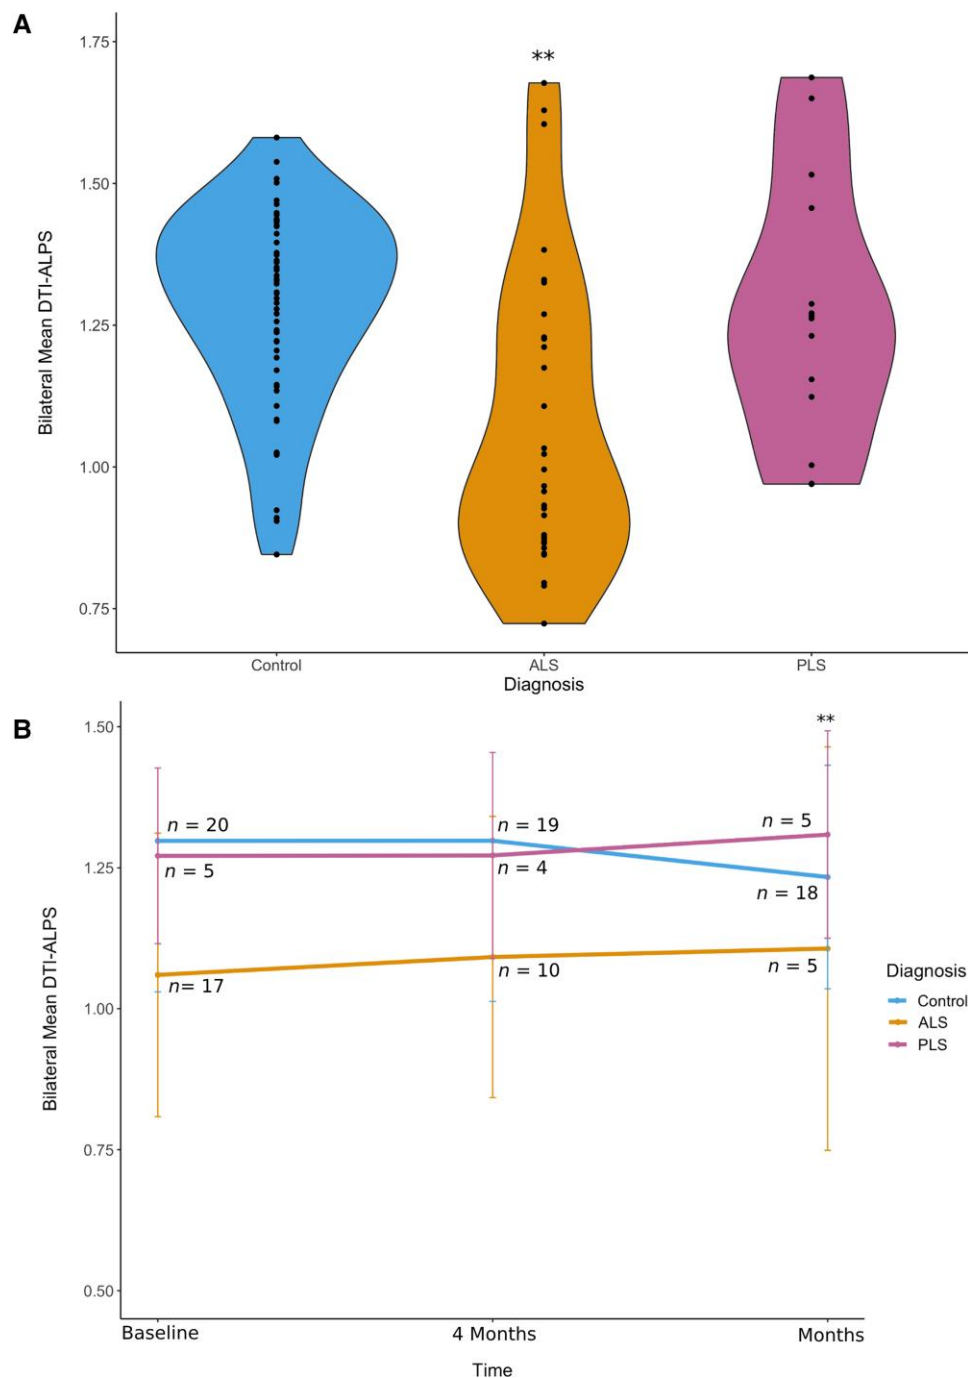 A
1.75
**
1.50
1.25
1.00
0.75
Bilateral Mean DTI-ALPS
Control ALS PLS
Diagnosis
B
1.50
**
n = 20 n = 19 n = 5
1.25
n = 5 n = 4 n = 18
n= 17 n = 10 n = 5
1.00
0.75
0.50
Bilateral Mean DTI-ALPS
Diagnosis
Control
ALS
PLS
Baseline 4 Months Months
Time